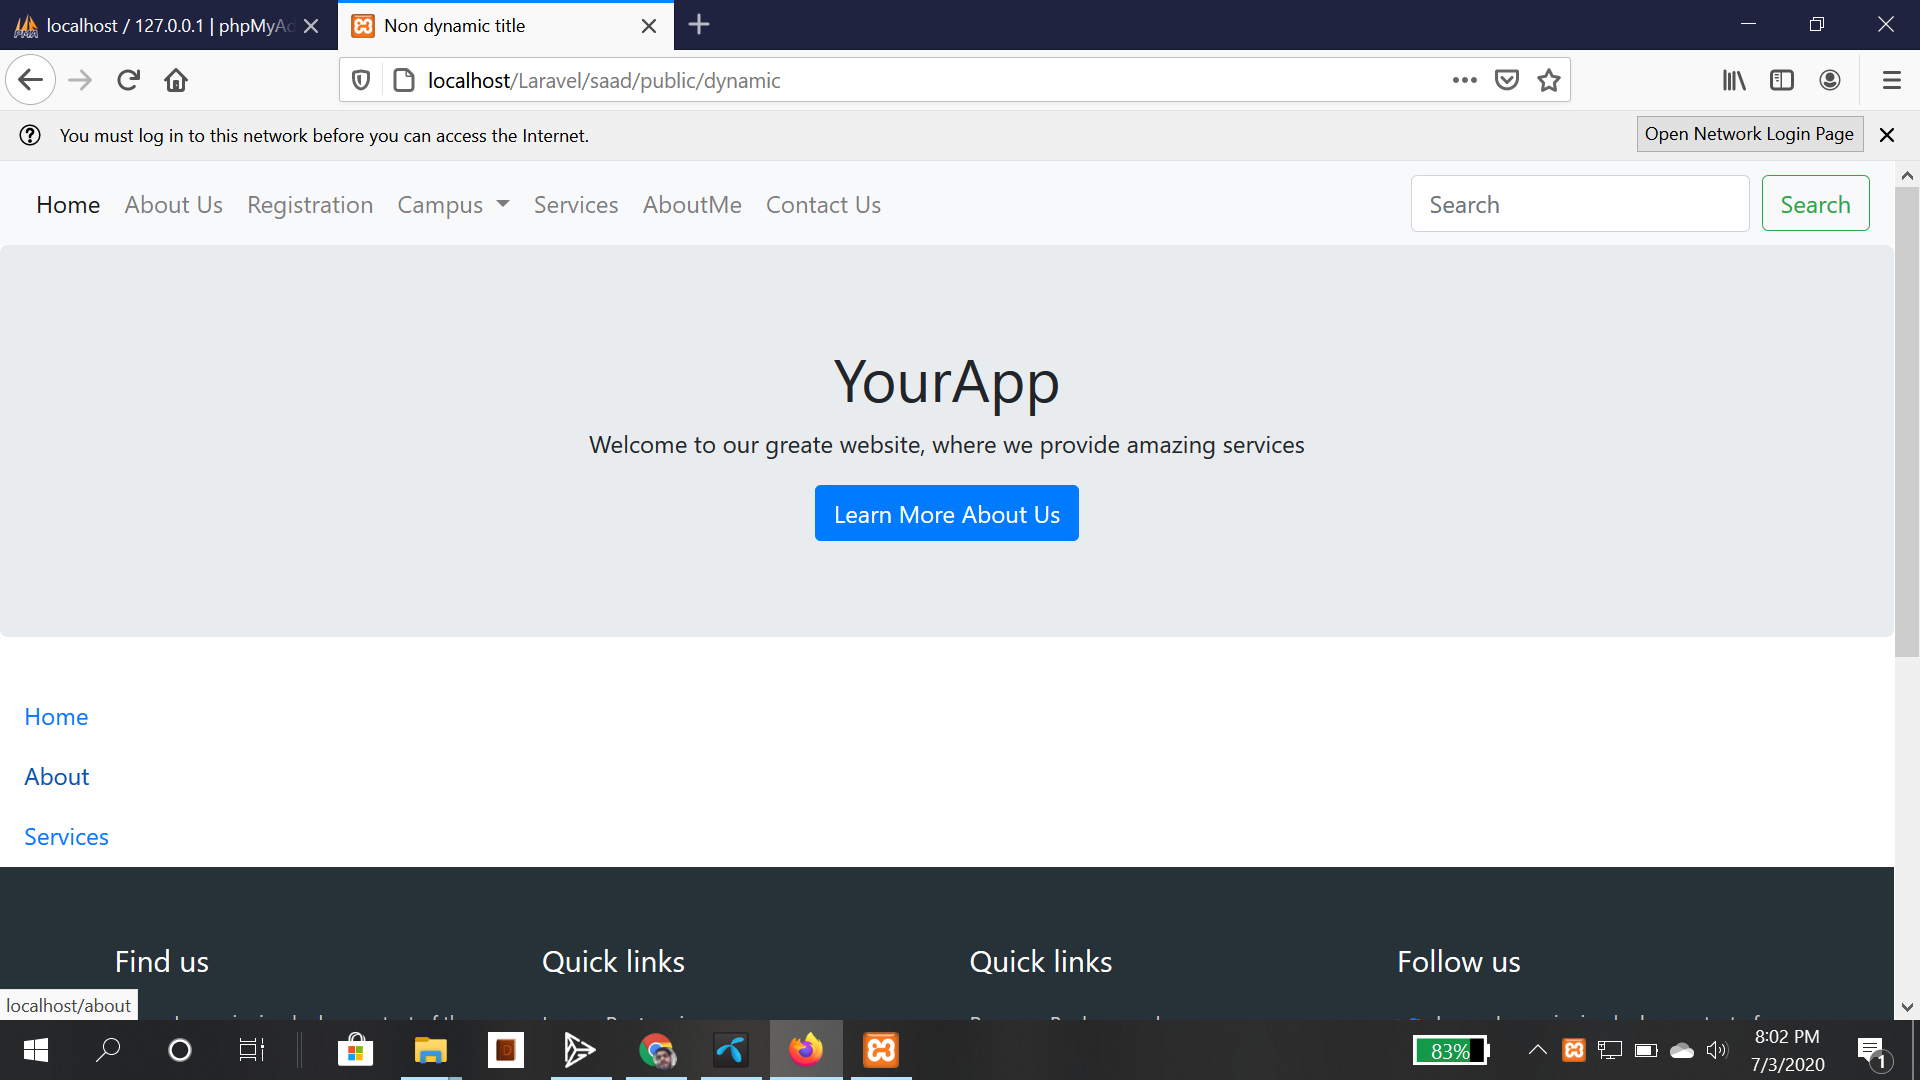 localhost / 127.0.0.1 | phpMyAd
Non dynamic title
localhost/Laravel/saad/public/dynamic
You must log in to this network before you can access the Internet.
Open Network Login Page
Home About Us Registration Campus Services AboutMe Contact Us
Search
Search
YourApp
Welcome to our greate website, where we provide amazing services
Learn More About Us
Home
About
Services
Find us Quick links Quick links Follow us
localhost/about
83%
8:02 PM
7/3/2020
1